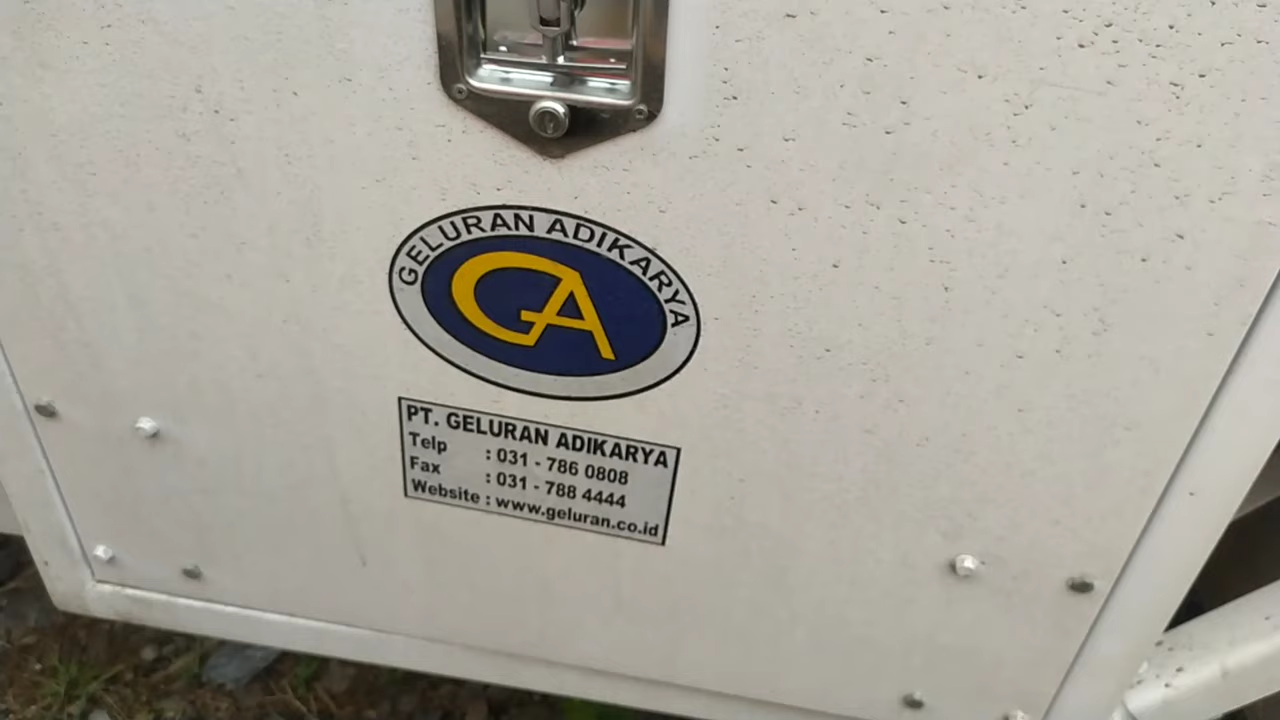 GELURAN ADIKARYA
GA
PT. GELURAN ADIKARYA
Telp : 031 - 786 0808
Fax : 031 - 788 4444
Website : www.geluran.co.id